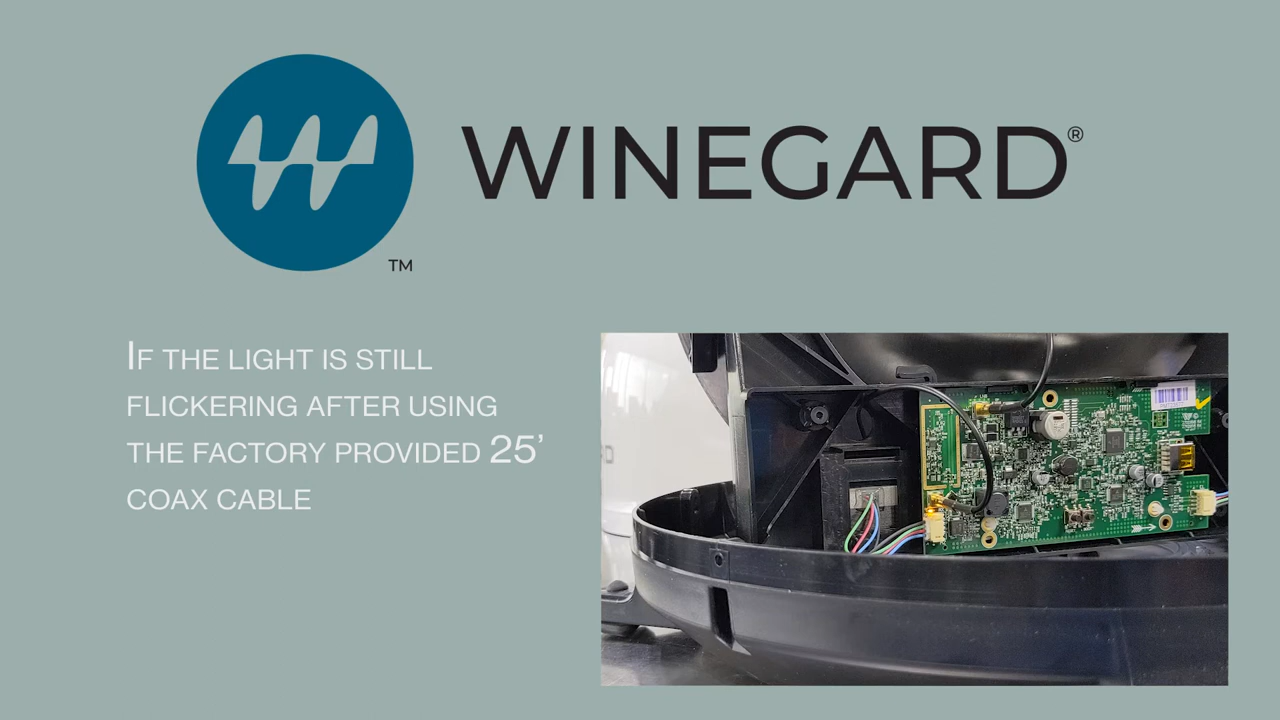 WINEGARD®
TM
IF THE LIGHT IS STILL
FLICKERING AFTER USING
THE FACTORY PROVIDED 25’
COAX CABLE